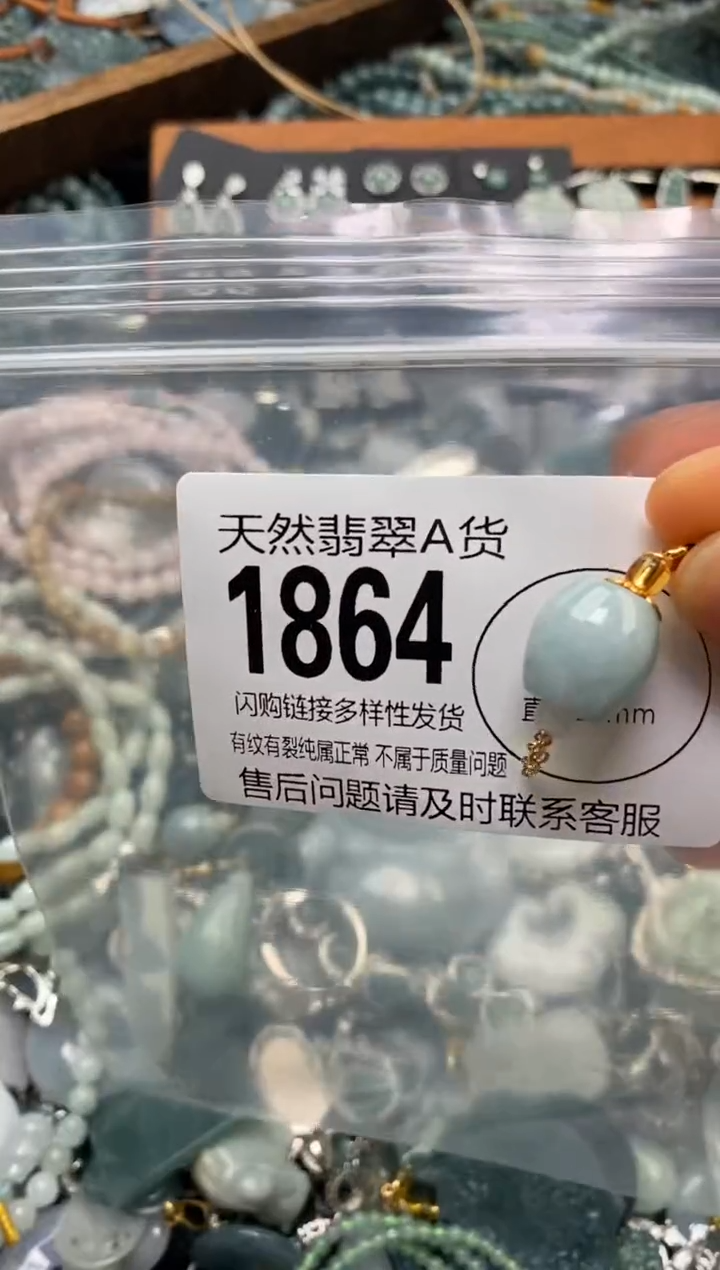 天然翡翠A货
1864
闪购链接多样性发货
有纹有裂纯属正常 不属于质量问题
售后问题请及时联系客服
mm